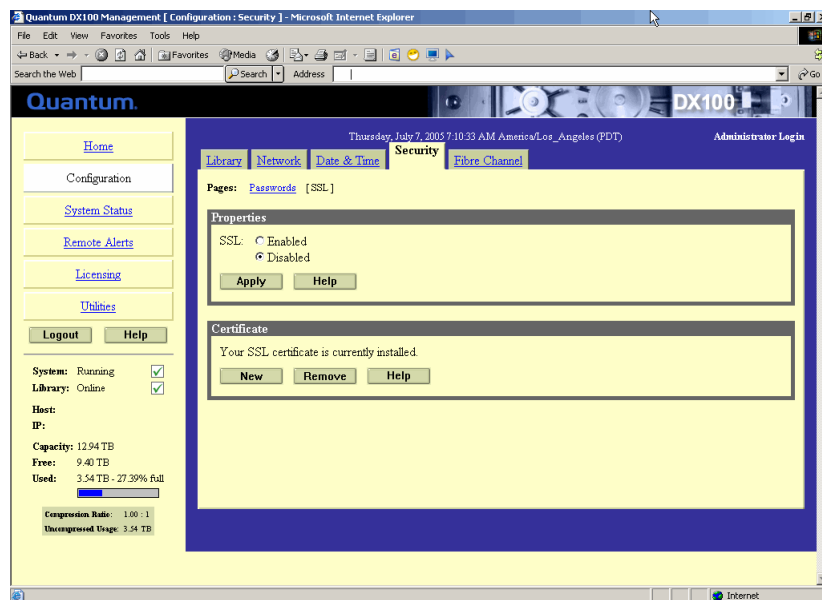 Quantum DX100 Management [ Configuration : Security ] - Microsoft Internet Explorer
File Edit View Favorites Tools Help
Back Favorites Media
Search the Web Search Address Go
Quantum. DX100
Thursday, July 7, 2005 7:10:33 AM America/Los_Angeles (PDT) Administrator Login
Home
Configuration
System Status
Remote Alerts
Licensing
Utilities
Logout Help
System: Running
Library: Online
Host:
IP:
Capacity: 12.94 TB
Free: 9.40 TB
Used: 3.54 TB - 27.39% full
Compression Ratio: 1.00 : 1
Uncompressed Usage: 3.54 TB
Library Network Date & Time Security Fibre Channel
Pages: Passwords [SSL]
Properties
SSL: Enabled
Disabled
Apply Help
Certificate
Your SSL certificate is currently installed.
New Remove Help
Internet